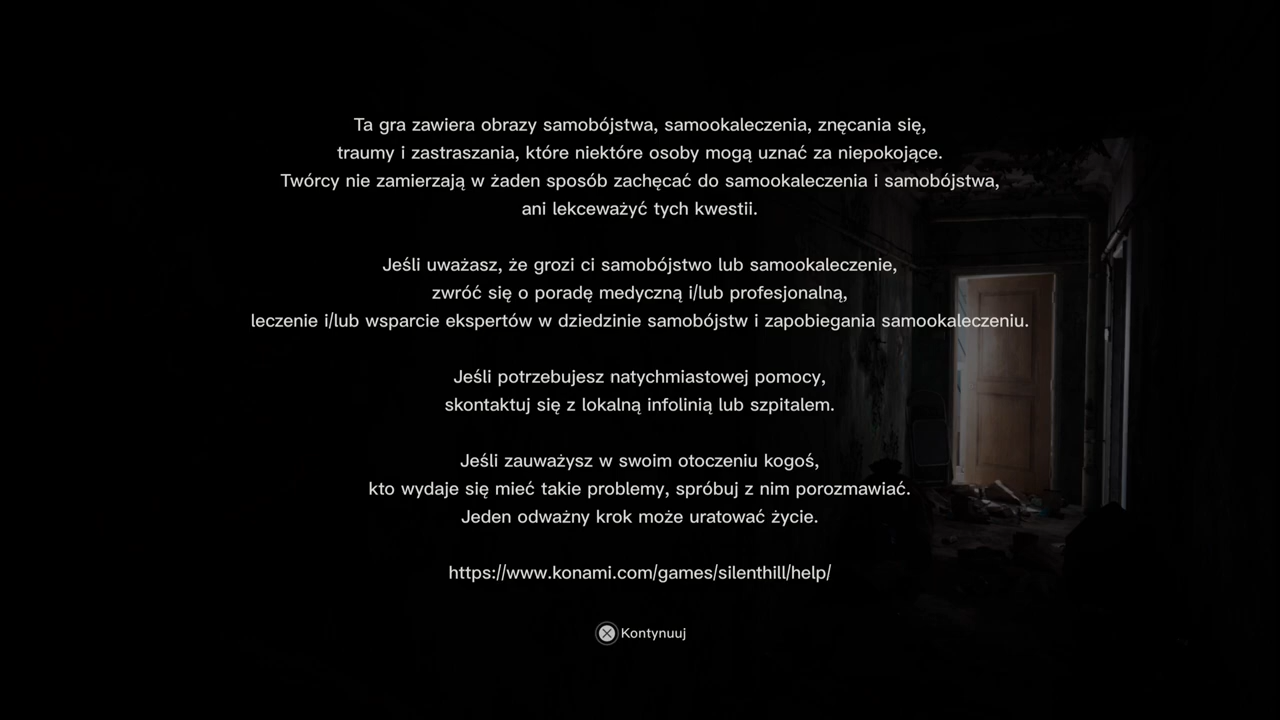 Ta gra zawiera obrazy samobójstwa, samookaleczenia, znęcania się,
traumy i zastraszania, które niektóre osoby mogą uznać za niepokojące.
Twórcy nie zamierzają w żaden sposób zachęcać do samookaleczenia i samobójstwa,
ani lekceważyć tych kwestii.
Jeśli uważasz, że grozi ci samobójstwo lub samookaleczenie,
zwróć się o poradę medyczną i/lub profesjonalną,
leczenie i/lub wsparcie ekspertów w dziedzinie samobójstw i zapobiegania samookaleczeniu.
Jeśli potrzebujesz natychmiastowej pomocy,
skontaktuj się z lokalną infolinią lub szpitalem.
Jeśli zauważysz w swoim otoczeniu kogoś,
kto wydaje się mieć takie problemy, spróbuj z nim porozmawiać.
Jeden odważny krok może uratować życie.
https://www.konami.com/games/silenthill/help/
Kontynuuj